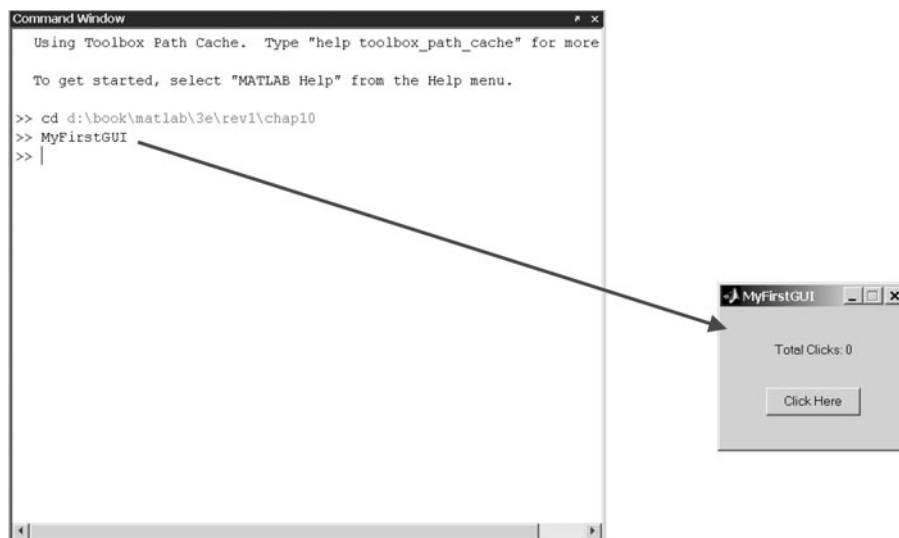 Command Window
Using Toolbox Path Cache. Type "help toolbox_path_cache" for more
To get started, select "MATLAB Help" from the Help menu.
>> cd d:\book\matlab\3e\rev1\chap10
>> MyFirstGUI
>>
MyFirstGUI
Total Clicks: 0
Click Here